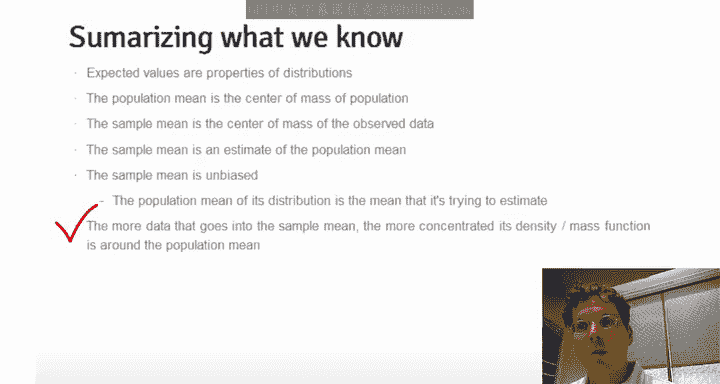 Sumarizing what we know
· Expected values are properties of distributions
· The population mean is the center of mass of population
· The sample mean is the center of mass of the observed data
· The sample mean is an estimate of the population mean
· The sample mean is unbiased
- The population mean of its distribution is the mean that it's trying to estimate
The more data that goes into the sample mean, the more concentrated its density / mass function
is around the population mean